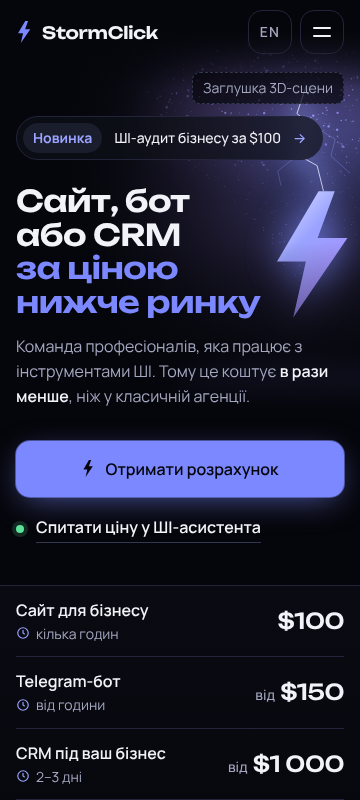 StormClick
EN
Заглушка 3D-сцени
Новинка ШІ-аудит бізнесу за $100 →
Сайт, бот
або CRM
за ціною
нижче ринку
Команда професіоналів, яка працює з
інструментами ШІ. Тому це коштує в рази
менше, ніж у класичній агенції.
Отримати розрахунок
Спитати ціну у ШІ-асистента
Сайт для бізнесу
$100
кілька годин
Telegram-бот
від $150
від години
CRM під ваш бізнес
від $1 000
2–3 дні